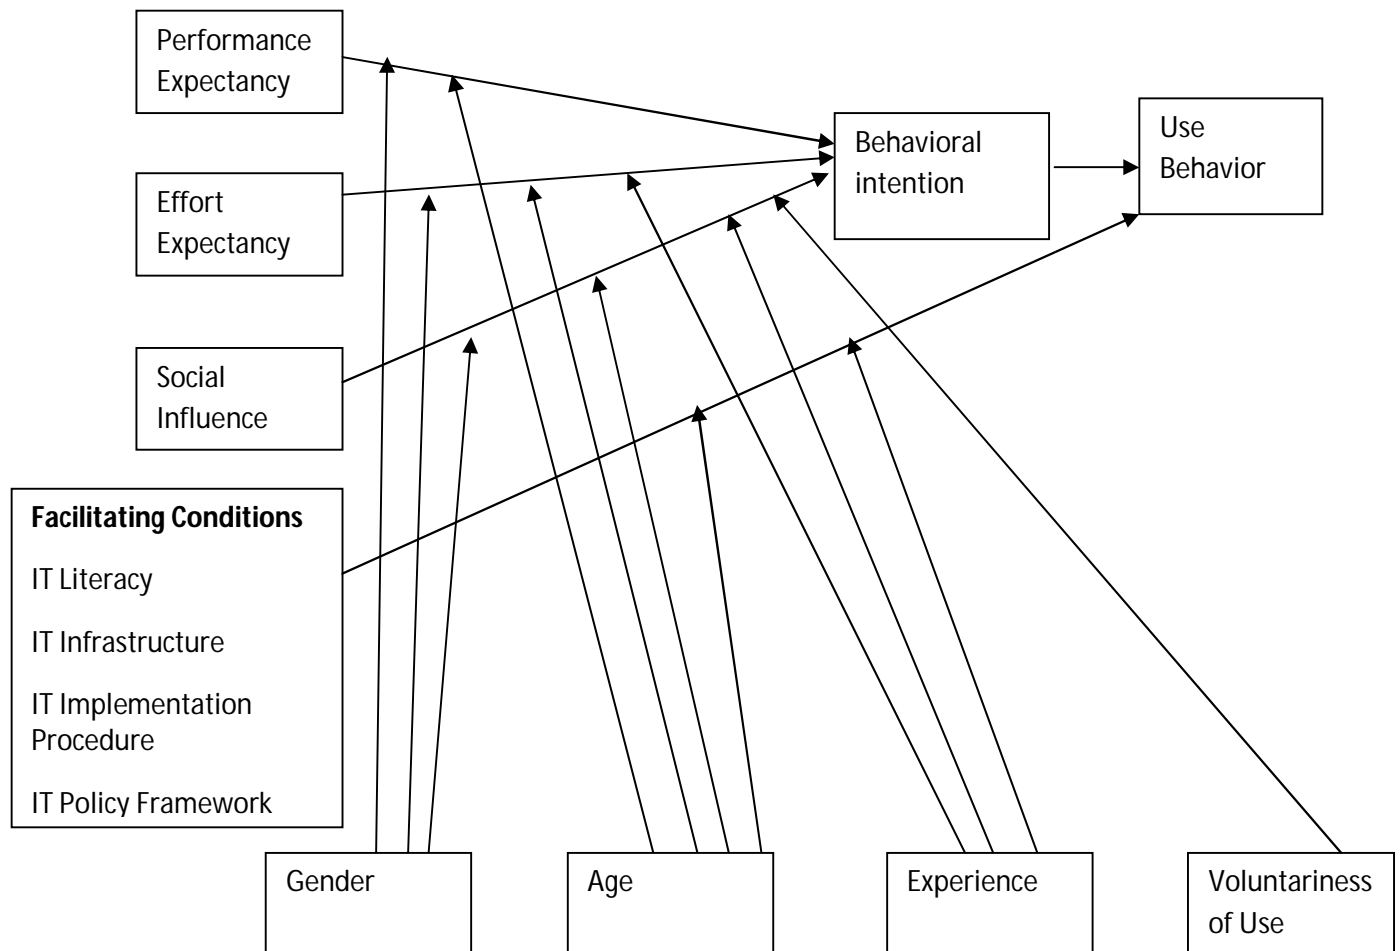 Performance
Expectancy
Behavioral
intention
Use
Behavior
Effort
Expectancy
Social
Influence
Facilitating Conditions
IT Literacy
IT Infrastructure
IT Implementation
Procedure
IT Policy Framework
Gender
Age
Experience
Voluntariness
of Use